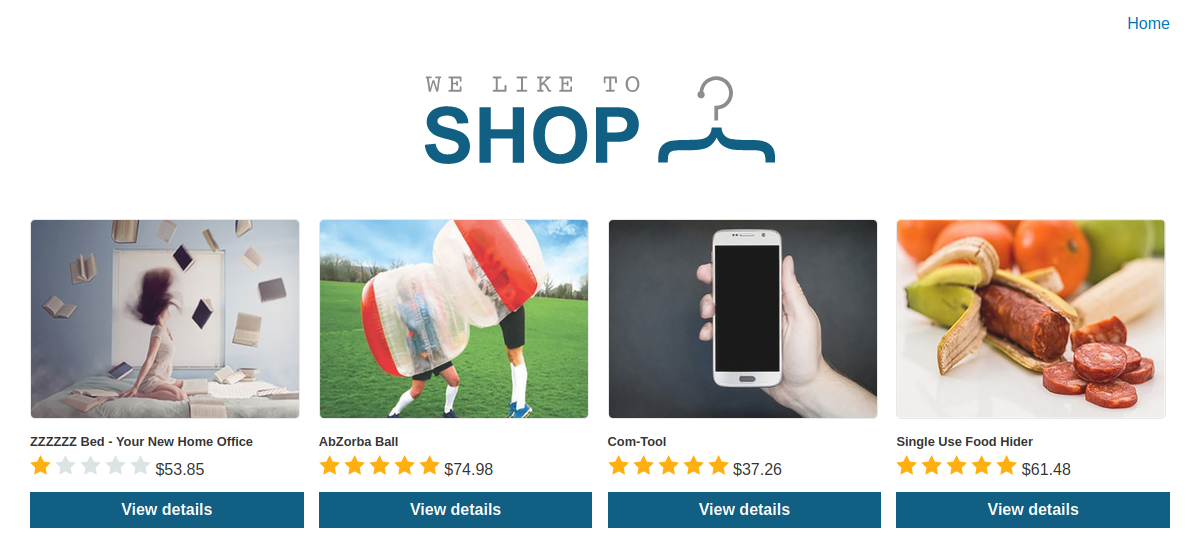 Home
WE LIKE TO
SHOP
ZZZZZZ Bed - Your New Home Office
$53.85
View details
AbZorba Ball
$74.98
View details
Com-Tool
$37.26
View details
Single Use Food Hider
$61.48
View details